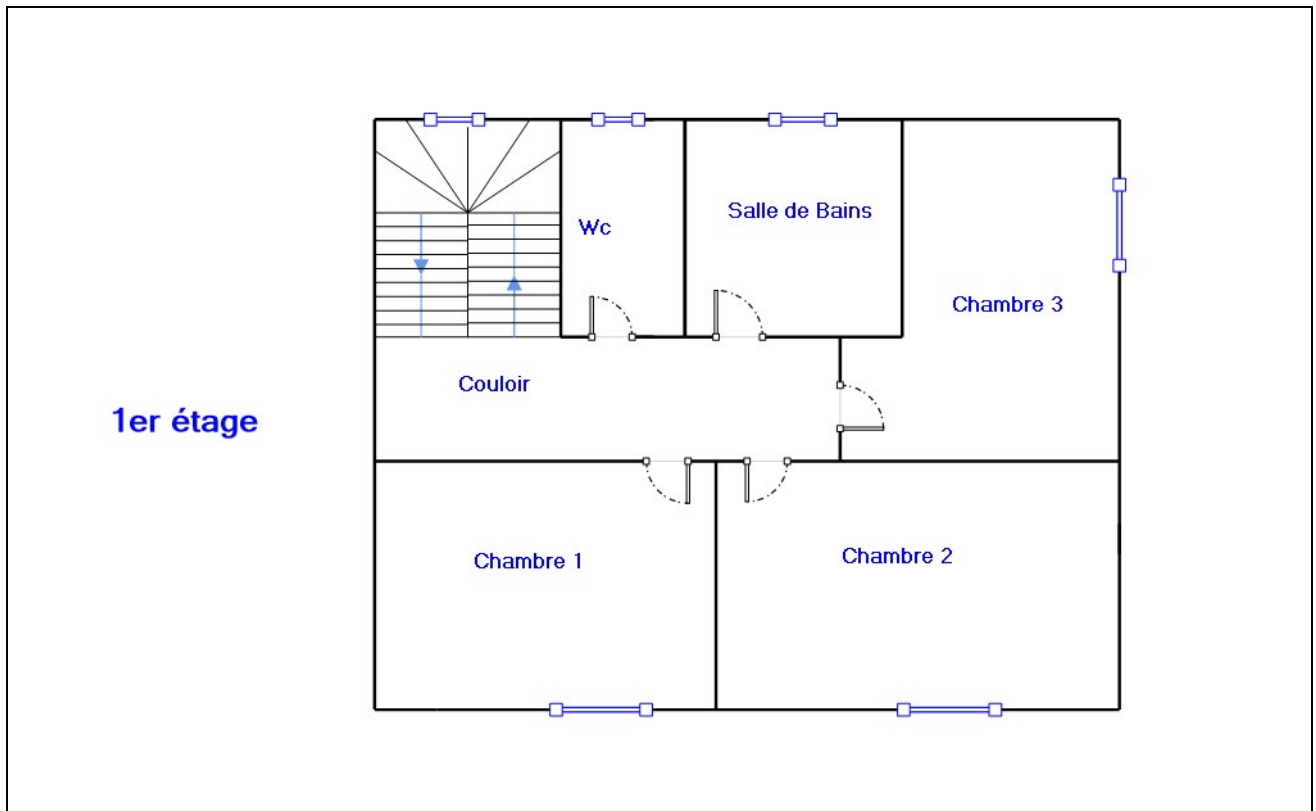 Salle de Bains
Wc
Chambre 3
Couloir
1er étage
Chambre 1
Chambre 2